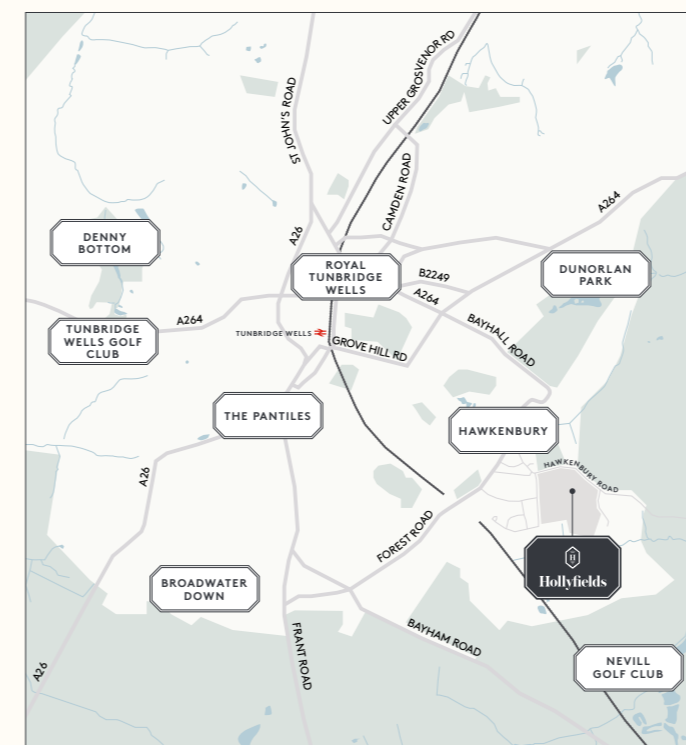 UPPER GROSVENOR RD
ST JOHN'S ROAD
CAMDEN ROAD
A264
A26
DENNY
BOTTOM
ROYAL
TUNBRIDGE
WELLS
B2249
DUNORLAN
PARK
A264
TUNBRIDGE
WELLS GOLF
CLUB
A264
TUNBRIDGE WELLS
GROVE HILL RD
BAYHALL ROAD
THE PANTILES
HAWKENBURY
HAWKENBURY ROAD
A26
FOREST ROAD
H
Hollyfields
BROADWATER
DOWN
BAYHAM ROAD
FRANT ROAD
NEVILL
GOLF CLUB
A26